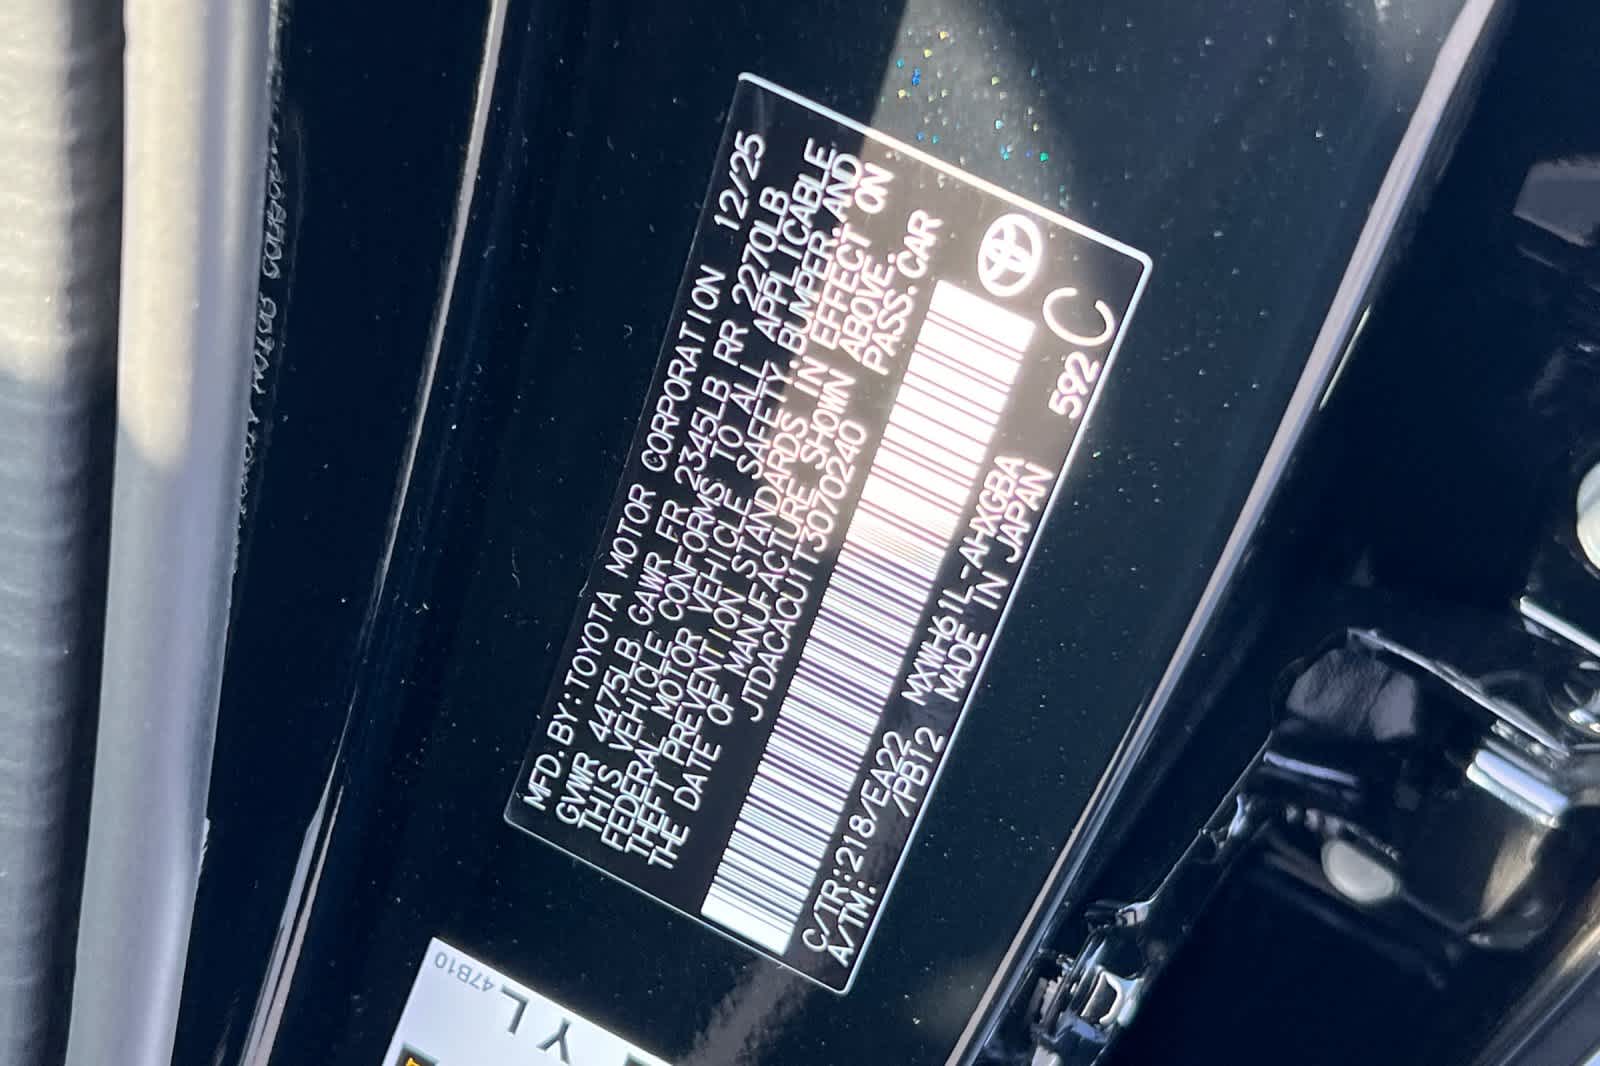 MFD.BY:TOYOTA MOTOR CORPORATION 12/25
GVWR 4475LB GAWR FR 2345LB RR 2270LB
THIS VEHICLE CONFORMS TO ALL APPLICABLE
FEDERAL MOTOR VEHICLE SAFETY,BUMPER,AND
THEFT PREVENTION STANDARDS IN EFFECT ON
THE DATE OF MANUFACTURE SHOWN ABOVE.
JTDACACU1T3070240 PASS.CAR
C/TR:218/EA22 MXWH61L-AHXGBA 592 C
A/TM: /PB12 MADE IN JAPAN
47B10